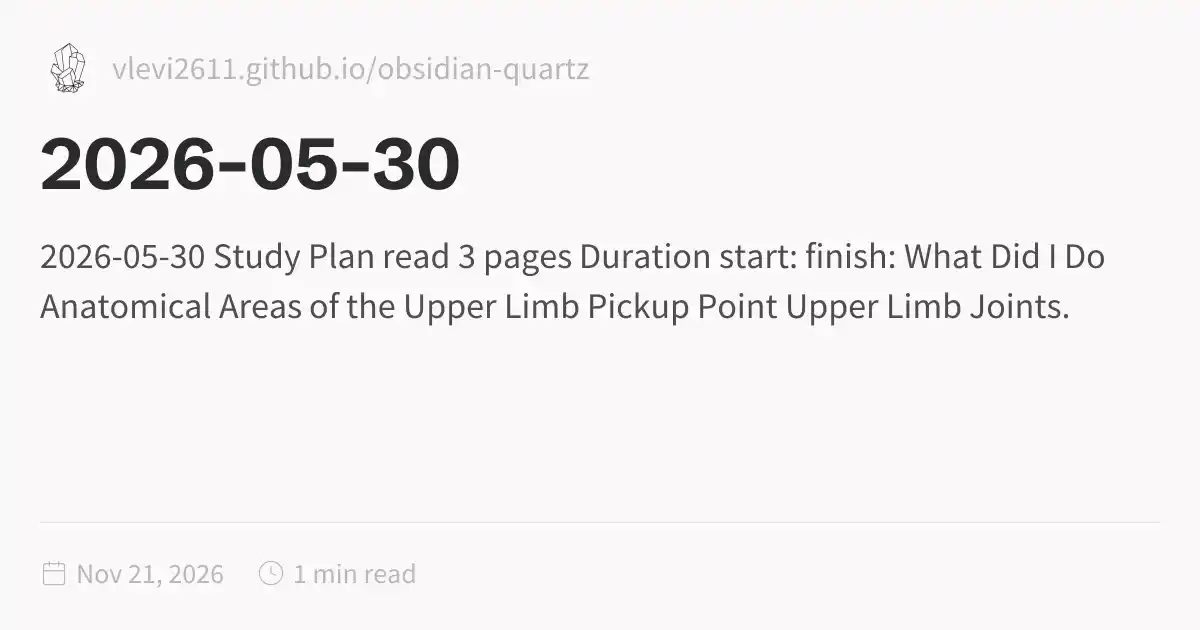 vlevi2611.github.io/obsidian-quartz
2026-05-30
2026-05-30 Study Plan read 3 pages Duration start: finish: What Did I Do
Anatomical Areas of the Upper Limb Pickup Point Upper Limb Joints.
Nov 21, 2026
1 min read